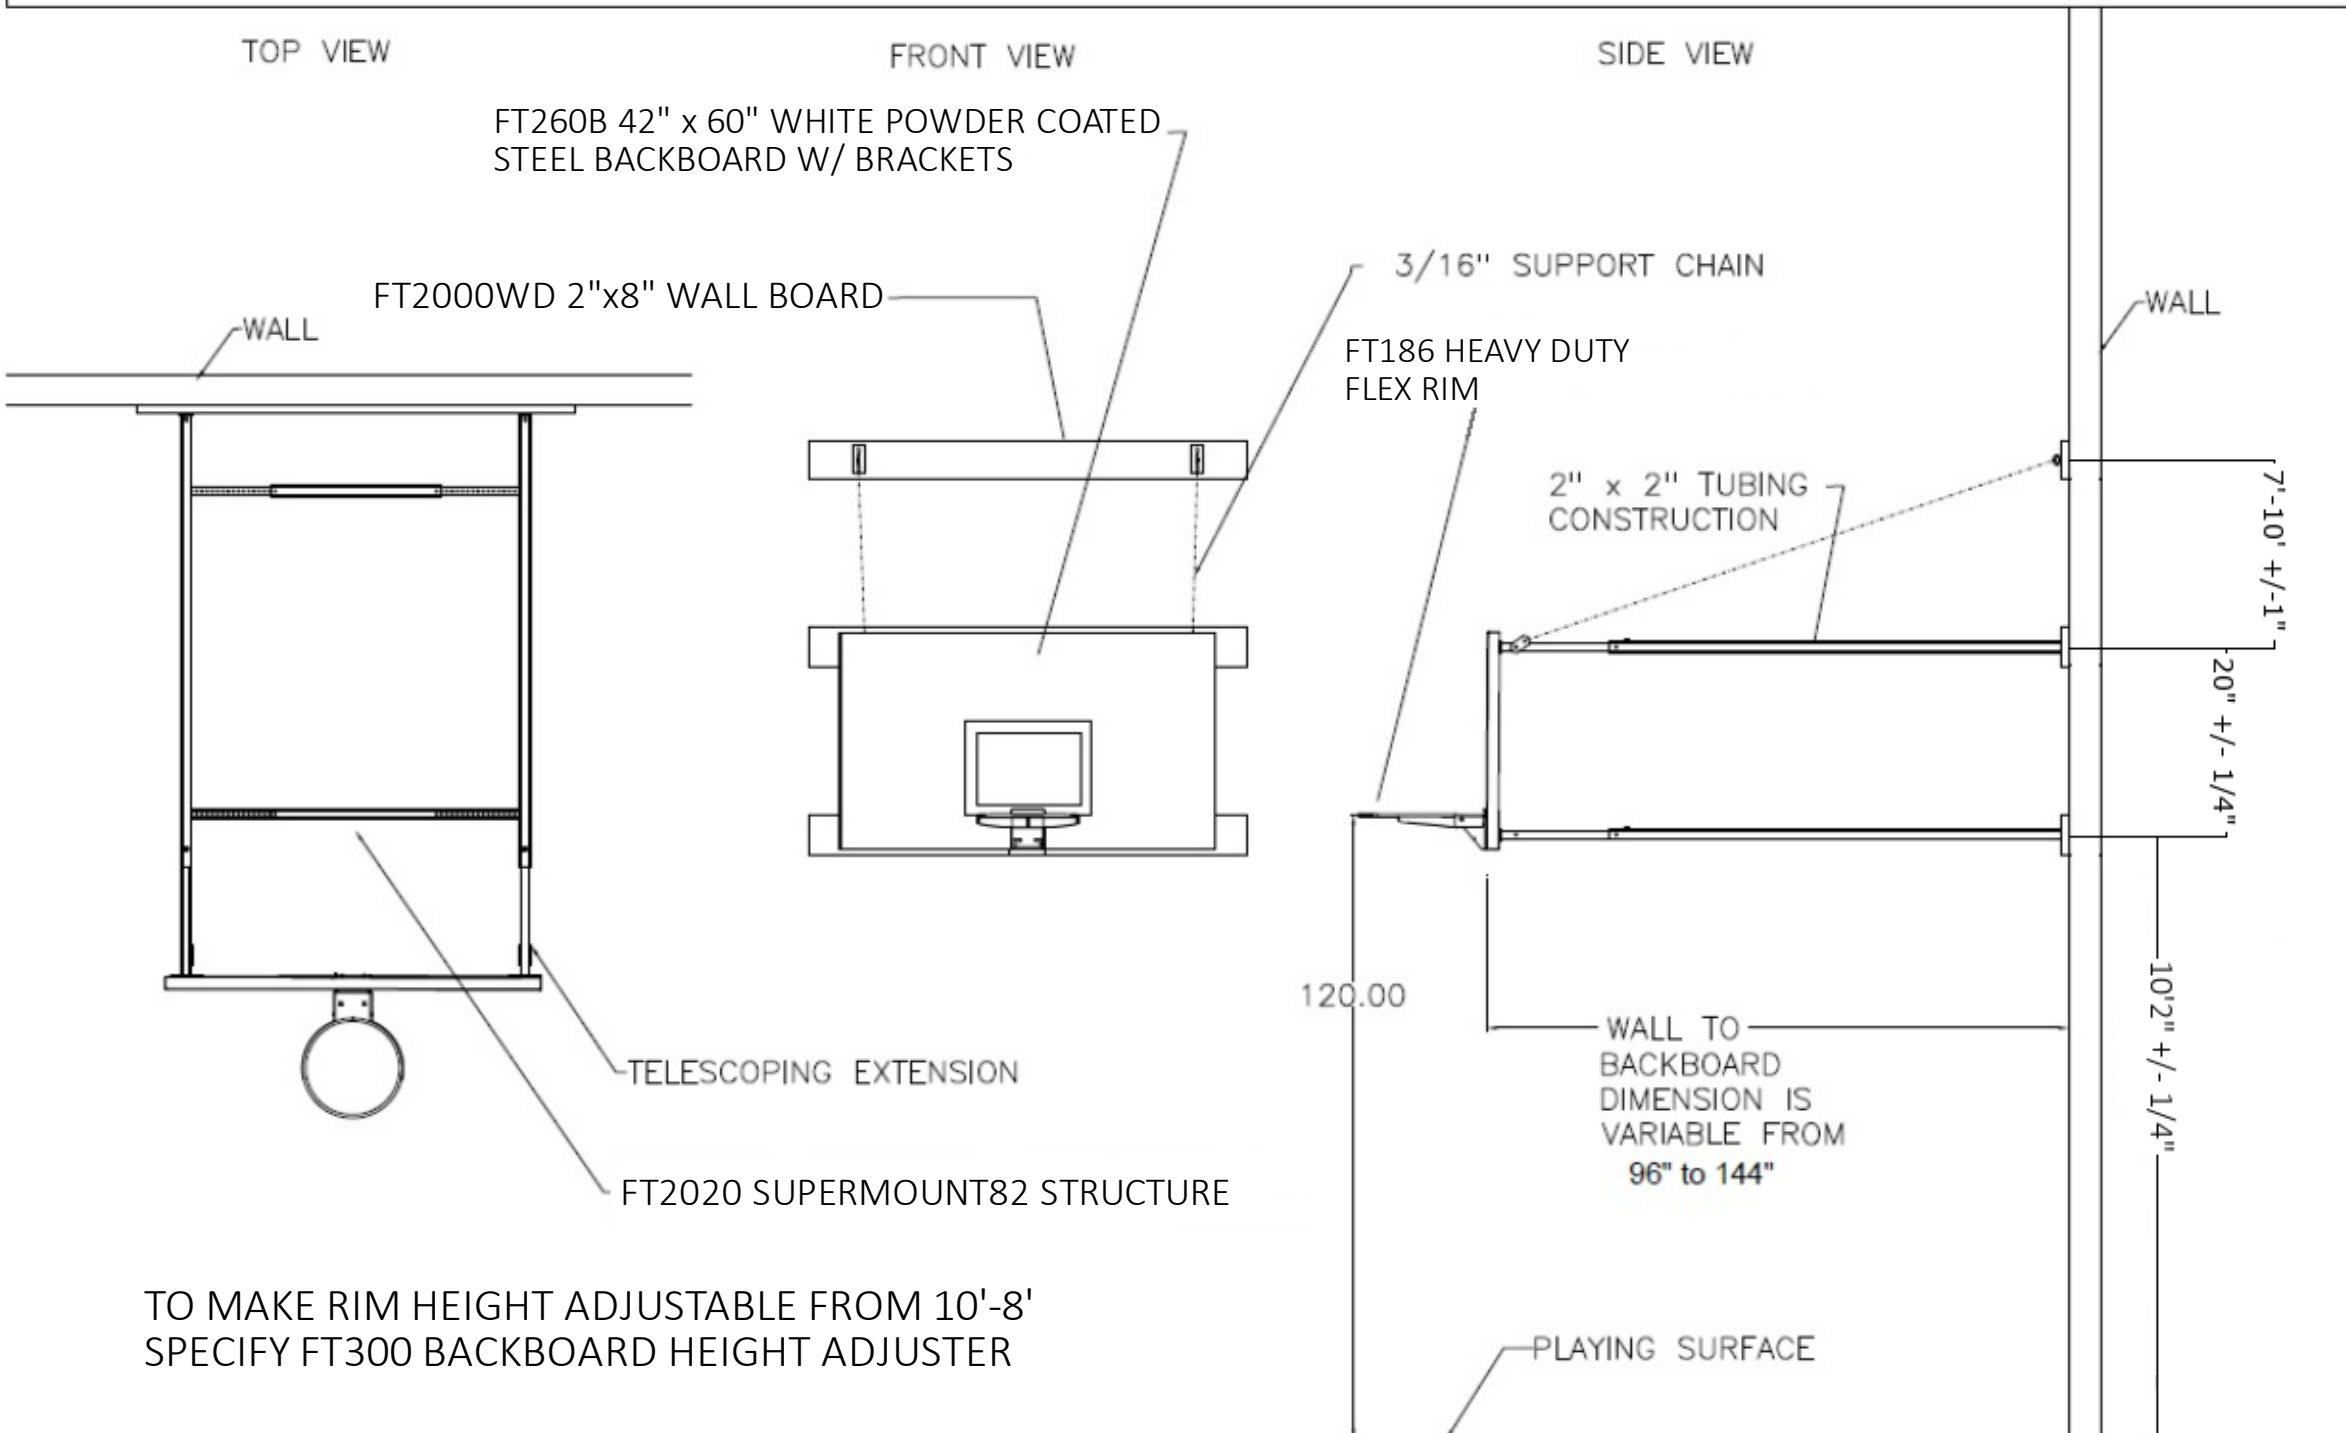 TOP VIEW
FRONT VIEW
SIDE VIEW
FT260B 42" x 60" WHITE POWDER COATED
STEEL BACKBOARD W/ BRACKETS
3/16" SUPPORT CHAIN
FT2000WD 2"x8" WALL BOARD
WALL
WALL
FT186 HEAVY DUTY
FLEX RIM
2" x 2" TUBING
CONSTRUCTION
7'-10' +/-1"
20" +/- 1/4"
10'2" +/- 1/4"
120.00
WALL TO
BACKBOARD
DIMENSION IS
VARIABLE FROM
96" to 144"
TELESCOPING EXTENSION
FT2020 SUPERMOUNT82 STRUCTURE
TO MAKE RIM HEIGHT ADJUSTABLE FROM 10'-8'
SPECIFY FT300 BACKBOARD HEIGHT ADJUSTER
PLAYING SURFACE